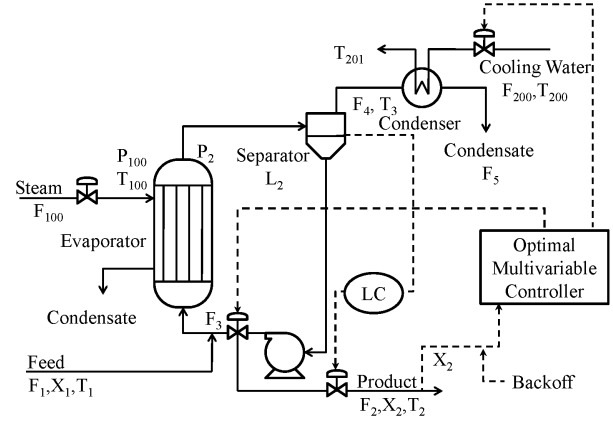 T201
Cooling Water
F200,T200
F4, T3
Condenser
Condensate
F5
P100
T100
P2
Separator
L2
Steam
F100
Evaporator
Optimal
Multivariable
Controller
LC
Condensate
F3
Feed
F1,X1,T1
Product
F2,X2,T2
X2
Backoff